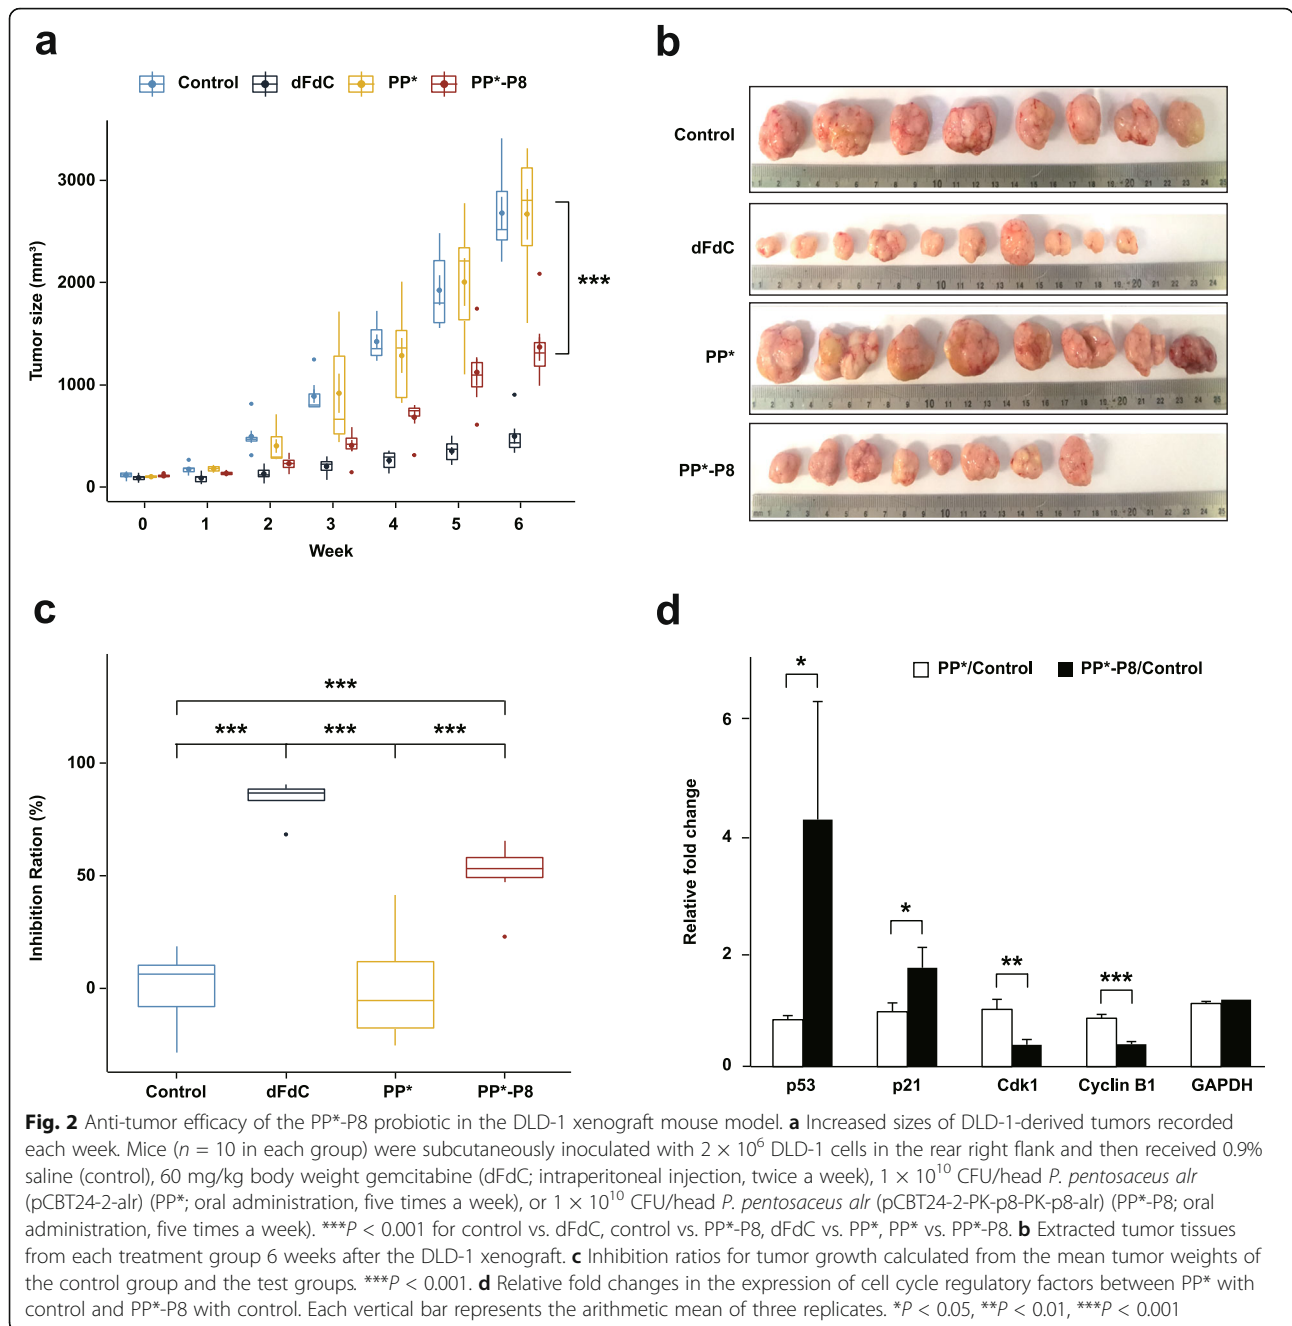 a
Control dFdC PP* PP*-P8
Tumor size (mm³)
3000
2000
1000
0
***
0 1 2 3 4 5 6
Week
b
Control
dFdC
PP*
PP*-P8
c
Inhibition Ration (%)
***
*** *** ***
100
50
0
Control dFdC PP* PP*-P8
d
PP*/Control PP*-P8/Control
Relative fold change
6
4
2
0
*
*
**
***
p53 p21 Cdk1 Cyclin B1 GAPDH
Fig. 2 Anti-tumor efficacy of the PP*-P8 probiotic in the DLD-1 xenograft mouse model. a Increased sizes of DLD-1-derived tumors recorded
each week. Mice (n = 10 in each group) were subcutaneously inoculated with 2 × 10⁶ DLD-1 cells in the rear right flank and then received 0.9%
saline (control), 60 mg/kg body weight gemcitabine (dFdC; intraperitoneal injection, twice a week), 1 × 10¹⁰ CFU/head P. pentosaceus alr
(pCBT24-2-alr) (PP*; oral administration, five times a week), or 1 × 10¹⁰ CFU/head P. pentosaceus alr (pCBT24-2-PK-p8-PK-p8-alr) (PP*-P8; oral
administration, five times a week). ***P < 0.001 for control vs. dFdC, control vs. PP*-P8, dFdC vs. PP*, PP* vs. PP*-P8. b Extracted tumor tissues
from each treatment group 6 weeks after the DLD-1 xenograft. c Inhibition ratios for tumor growth calculated from the mean tumor weights of
the control group and the test groups. ***P < 0.001. d Relative fold changes in the expression of cell cycle regulatory factors between PP* with
control and PP*-P8 with control. Each vertical bar represents the arithmetic mean of three replicates. *P < 0.05, **P < 0.01, ***P < 0.001